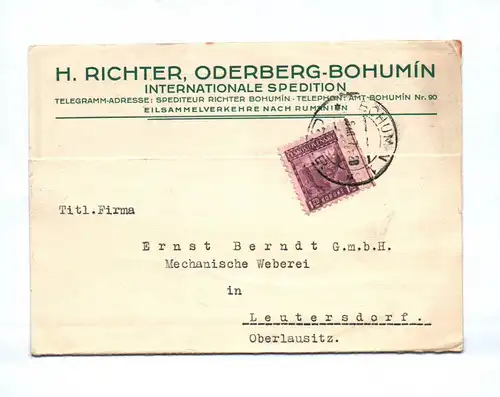 H. RICHTER, ODERBERG-BOHUMÍN
INTERNATIONALE SPEDITION
TELEGRAMM-ADRESSE: SPEDITEUR RICHTER BOHUMÍN - TELEPHON: AMT-BOHUMÍN Nr. 90
EILSAMMELVERKEHRE NACH RUMÄNIEN
BOHUMÍN
Titl.Firma
Ernst Berndt G.m.b.H.
Mechanische Weberei
in
Leutersdorf.
Oberlausitz.